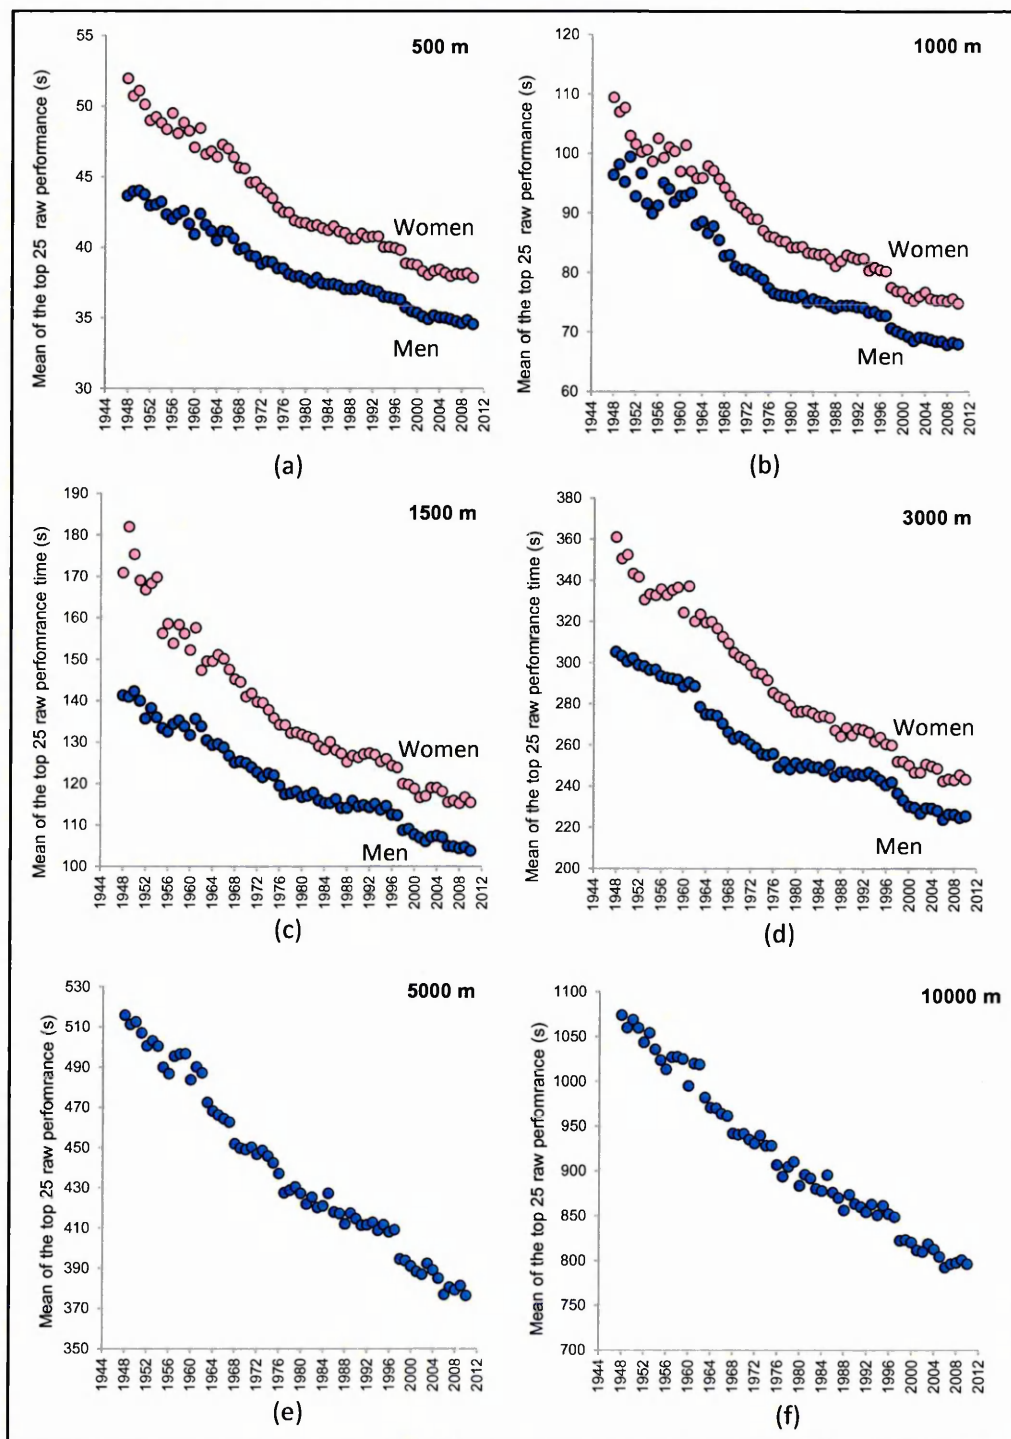 500 m
Mean of the top 25 raw performance (s)
55
50
45
40
35
30
Women
Men
1944 1948 1952 1956 1960 1964 1968 1972 1976 1980 1984 1988 1992 1996 2000 2004 2008 2012
(a)
1000 m
Mean of the top 25 raw performance (s)
120
110
100
90
80
70
60
Women
Men
1944 1948 1952 1956 1960 1964 1968 1972 1976 1980 1984 1988 1992 1996 2000 2004 2008 2012
(b)
1500 m
Mean of the top 25 raw perfomrance time (s)
190
180
170
160
150
140
130
120
110
100
Women
Men
1944 1948 1952 1956 1960 1964 1968 1972 1976 1980 1984 1988 1992 1996 2000 2004 2008 2012
(c)
3000 m
Mean of the top 25 raw perfomrance time (s)
380
360
340
320
300
280
260
240
220
200
Women
Men
1944 1948 1952 1956 1960 1964 1968 1972 1976 1980 1984 1988 1992 1996 2000 2004 2008 2012
(d)
5000 m
Mean of the top 25 raw perfomrance (s)
530
510
490
470
450
430
410
390
370
350
1944 1948 1952 1956 1960 1964 1968 1972 1976 1980 1984 1988 1992 1996 2000 2004 2008 2012
(e)
10000 m
Mean of the top 25 raw perfomrance (s)
1100
1050
1000
950
900
850
800
750
700
1944 1948 1952 1956 1960 1964 1968 1972 1976 1980 1984 1988 1992 1996 2000 2004 2008 2012
(f)